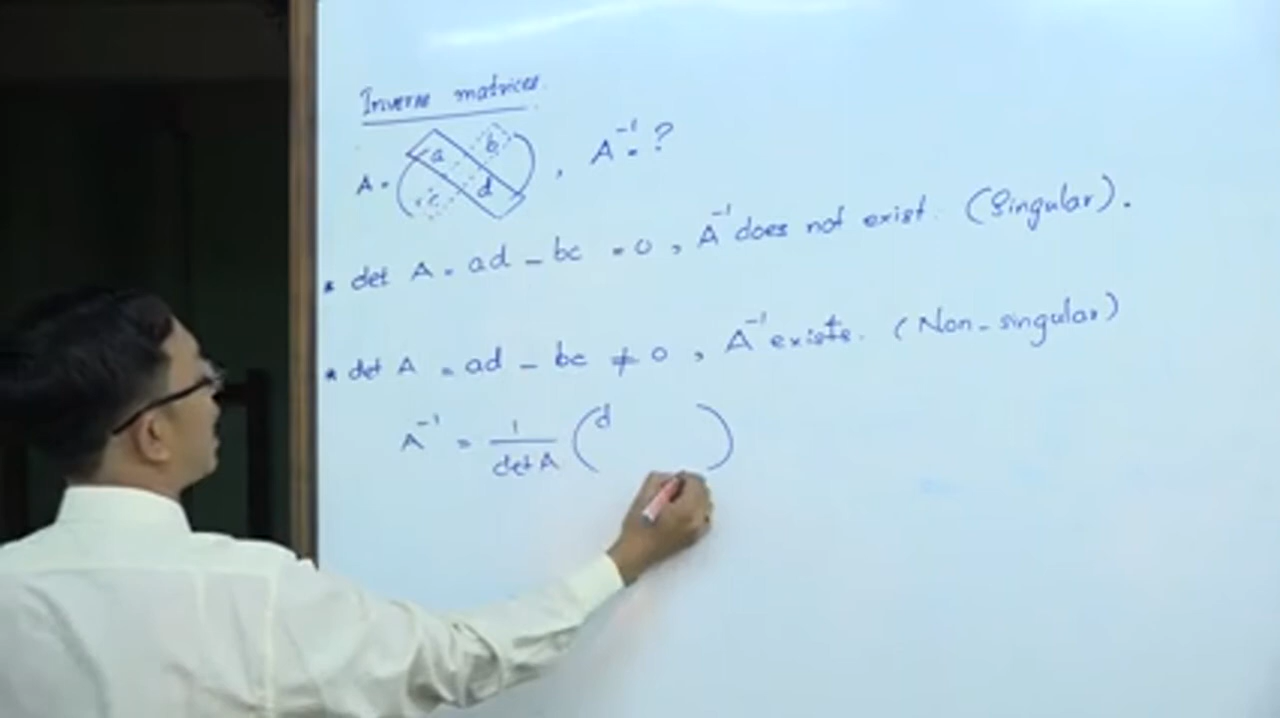 Inverse matrices.
A = ( a b c d ) , A⁻¹ = ?
* det A = ad - bc = 0 , A⁻¹ does not exist. (Singular).
* det A = ad - bc ≠ 0 , A⁻¹ exists. (Non-singular)
A⁻¹ = 1/det A ( d )